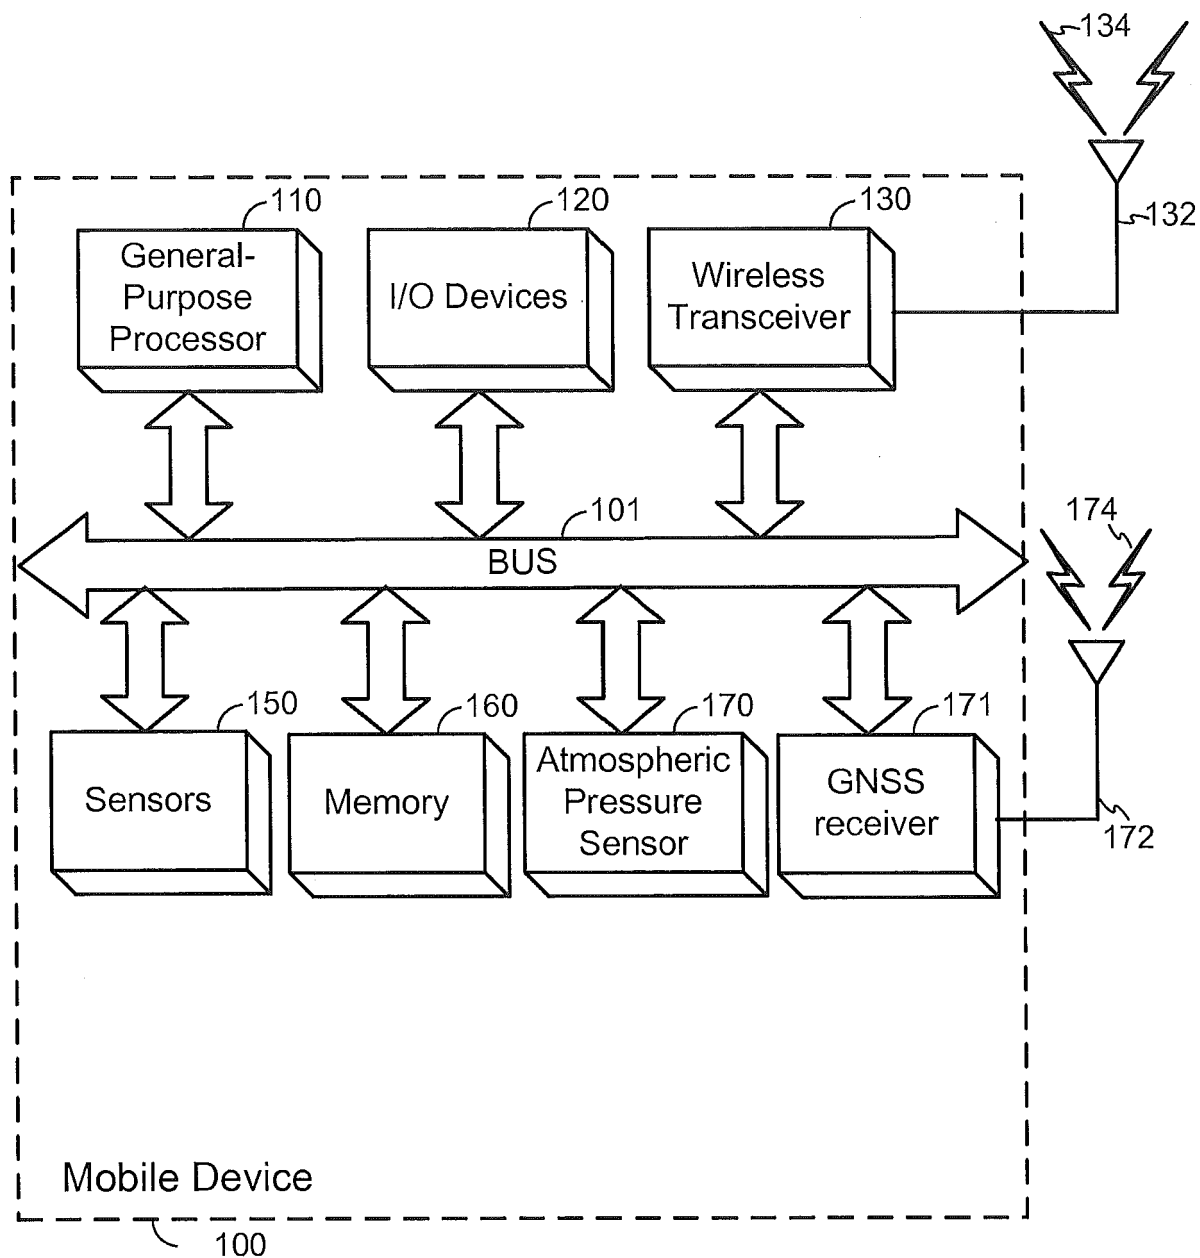 134
132
110
120
130
General-
Purpose
Processor
I/O Devices
Wireless
Transceiver
101
BUS
174
172
150
160
170
171
Sensors
Memory
Atmospheric
Pressure
Sensor
GNSS
receiver
Mobile Device
100